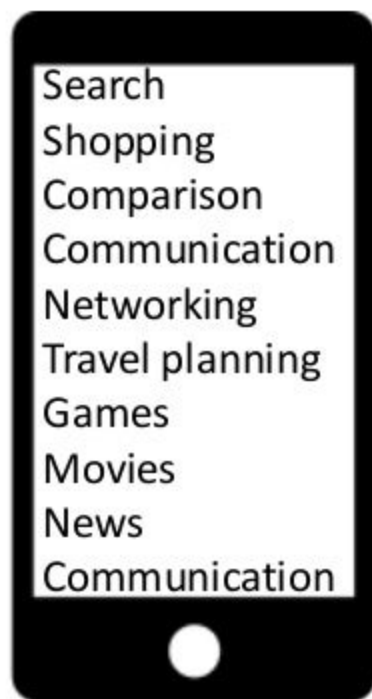 Search
Shopping
Comparison
Communication
Networking
Travel planning
Games
Movies
News
Communication